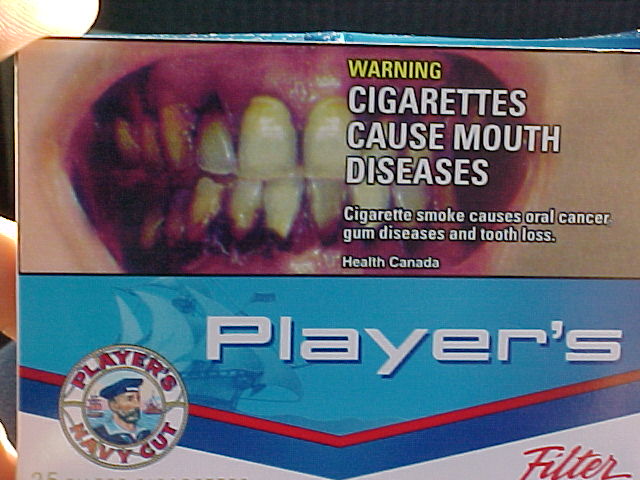 WARNING
CIGARETTES
CAUSE MOUTH
DISEASES
Cigarette smoke causes oral cancer,
gum diseases and tooth loss.
Health Canada
Player's
PLAYER'S
NAVY CUT
Filter
25